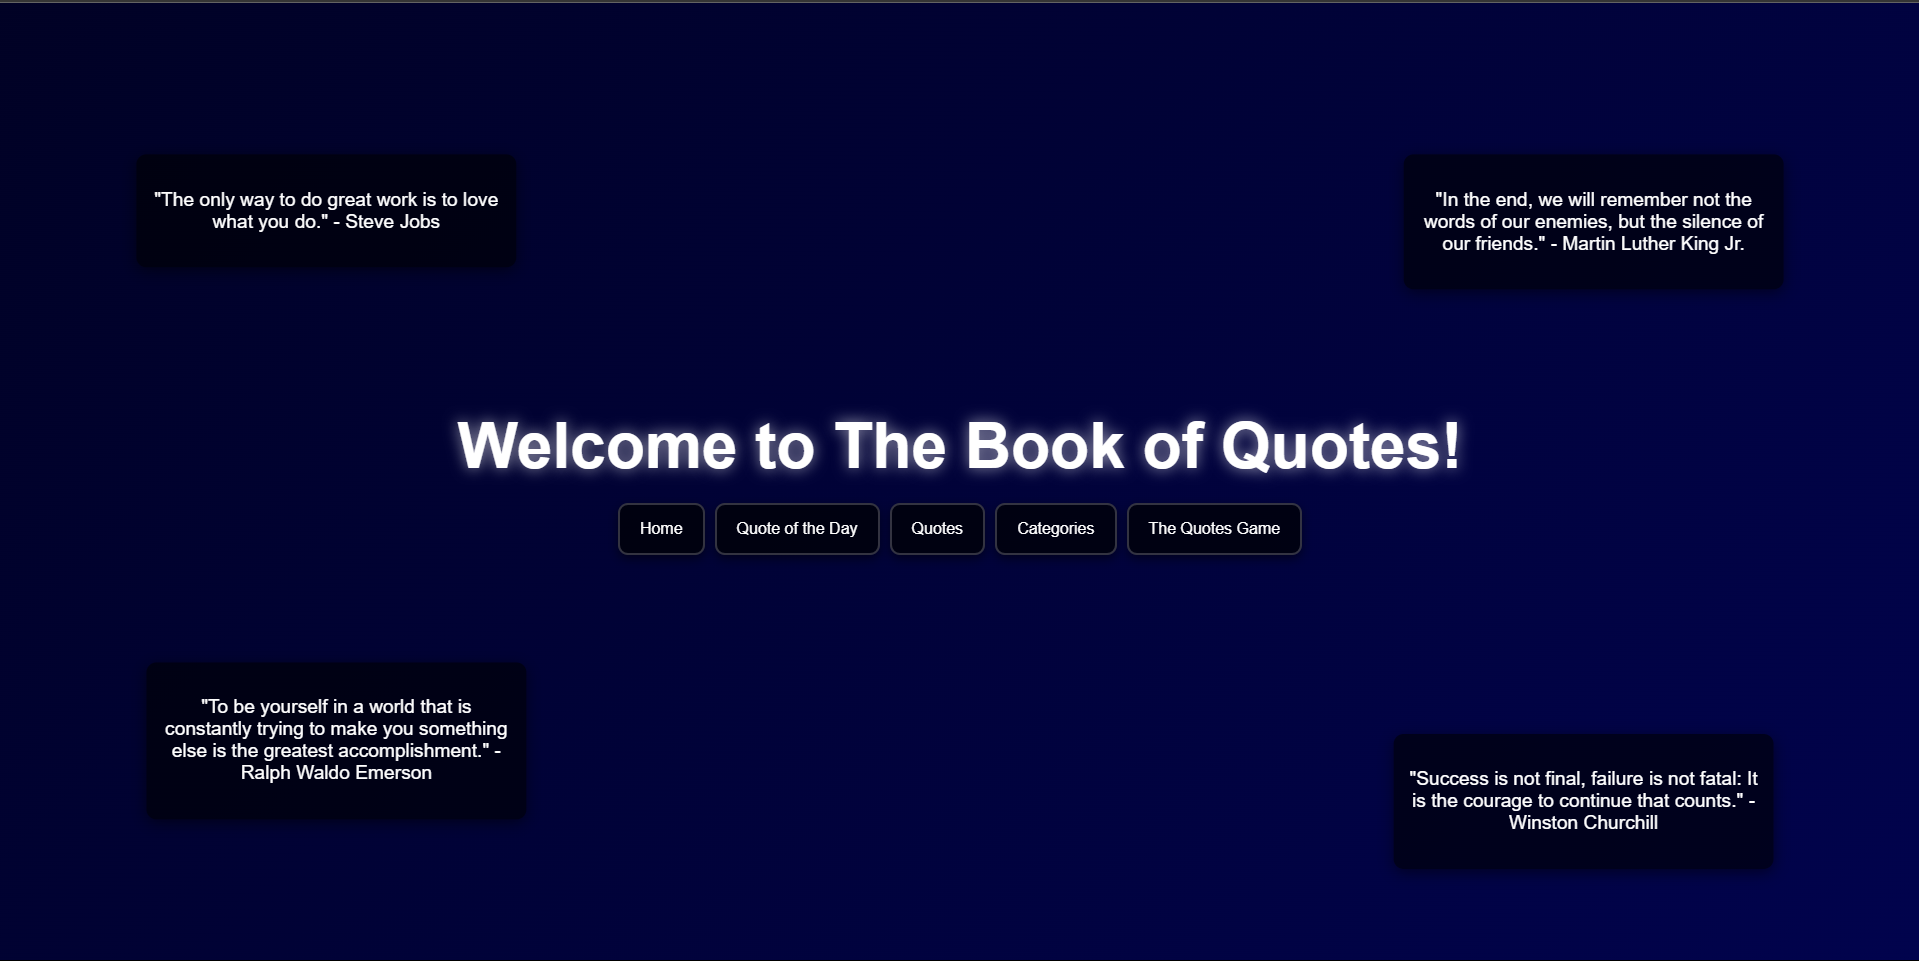 "The only way to do great work is to love
what you do." - Steve Jobs
"In the end, we will remember not the
words of our enemies, but the silence of
our friends." - Martin Luther King Jr.
Welcome to The Book of Quotes!
Home
Quote of the Day
Quotes
Categories
The Quotes Game
"To be yourself in a world that is
constantly trying to make you something
else is the greatest accomplishment." -
Ralph Waldo Emerson
"Success is not final, failure is not fatal: It
is the courage to continue that counts." -
Winston Churchill